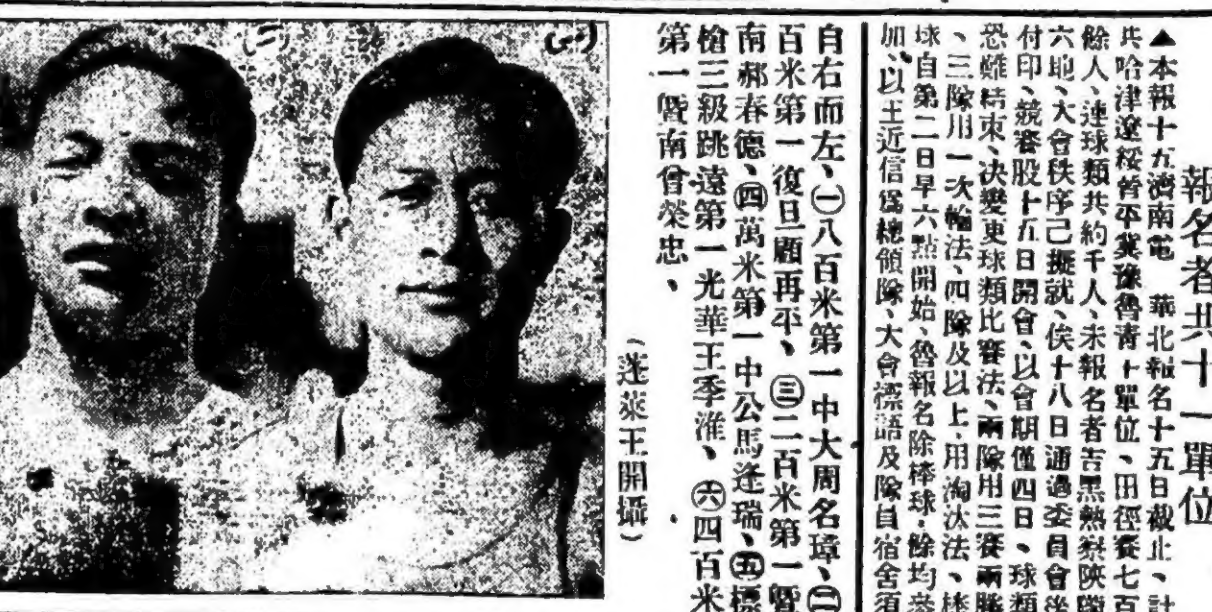 報名者共十一單位
▲本報十五濟南電　華北報名十五日截止、計
共哈津遼綏晉平冀豫魯青十單位、田徑賽七百
餘人、連球類共約千人、未報名者吉黑熱察陝隴
六地、大會秩序已擬就、俟十八日通過委員會後
付印、競賽股十五日開會、以會期僅四日、球類
恐難結束、决變更球類比賽法、兩隊用三賽兩勝
、三隊用一次輪法、四隊及以上、用淘汰法、棒
球自第二日早六點開始、魯報名除棒球、餘均參
加、以王近信爲總領隊、大會標語及隊員宿舍須
自右而左、㊀八百米第一中大周名璋、㊁
百米第一復旦顧再平、㊂二百米第一暨
南郝春德、㊃萬米第一中公馬逢瑞、㊄標
槍三級跳遠第一光華王季淮、㊅四百米
第一暨南曾榮忠、
（蓬萊王開攝）
(一)
(二)